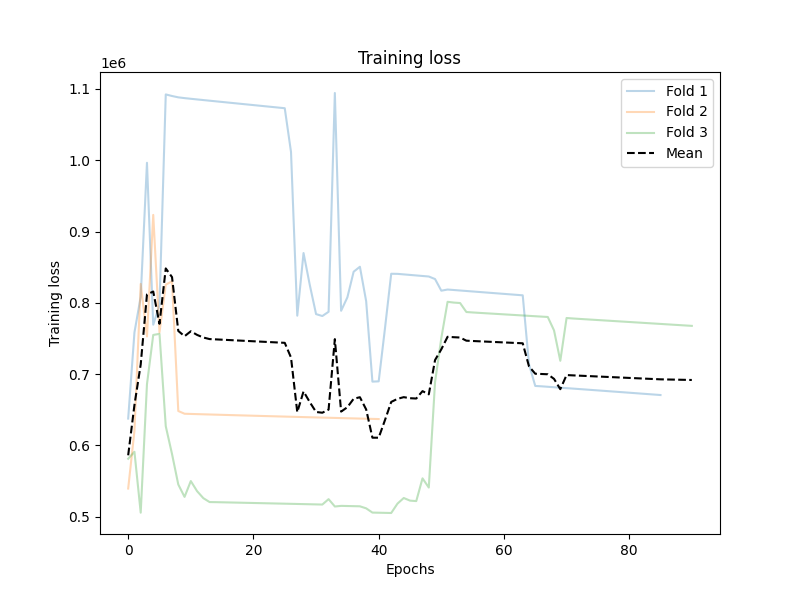 Training loss
1e6
1.1
1.0
0.9
0.8
0.7
0.6
0.5
Training loss
Fold 1
Fold 2
Fold 3
Mean
0 20 40 60 80
Epochs